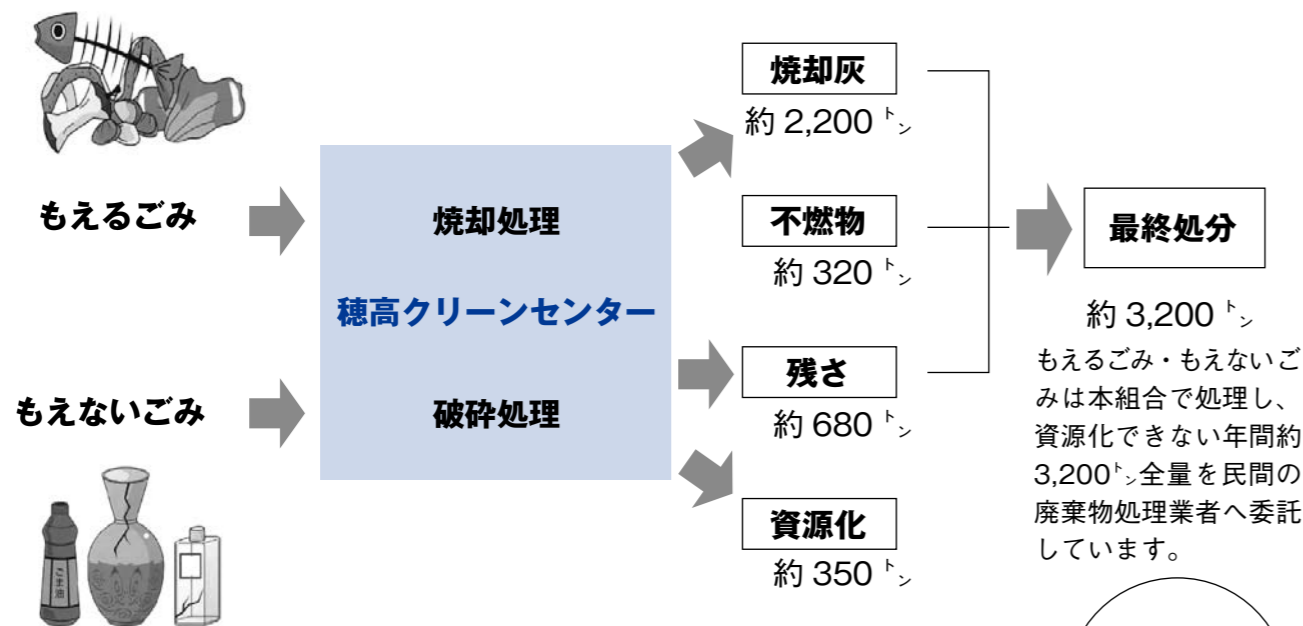 もえるごみ
もえないごみ
ごま油
焼却処理
穂高クリーンセンター
破砕処理
焼却灰
約 2,200 トン
不燃物
約 320 トン
残さ
約 680 トン
資源化
約 350 トン
最終処分
約 3,200 トン
もえるごみ・もえないご
みは本組合で処理し、
資源化できない年間約
3,200トン全量を民間の
廃棄物処理業者へ委託
しています。